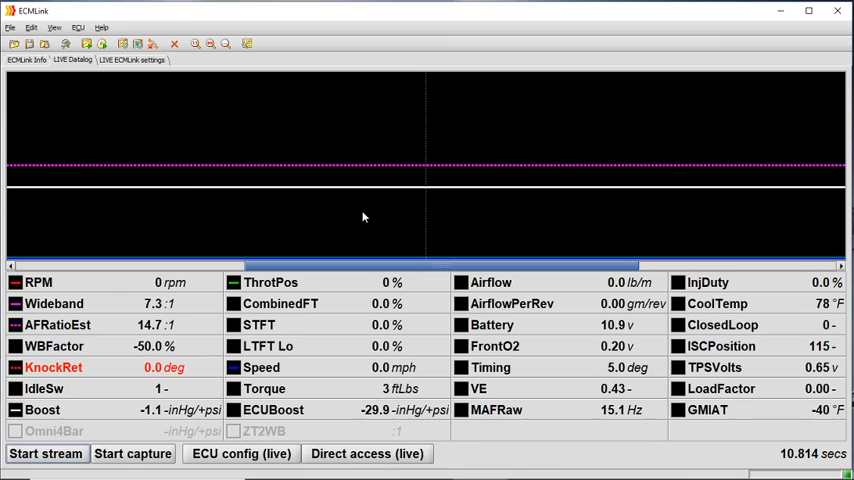 ECMLink
File Edit View ECU Help
ECMLink Info LIVE Datalog LIVE ECMLink settings
RPM 0 rpm ThrotPos 0 % Airflow 0.0 lb/m InjDuty 0.0 %
Wideband 7.3 :1 CombinedFT 0.0 % AirflowPerRev 0.00 gm/rev CoolTemp 78 °F
AFRatioEst 14.7 :1 STFT 0.0 % Battery 10.9 v ClosedLoop 0 -
WBFactor -50.0 % LTFT Lo 0.0 % FrontO2 0.20 v ISCPosition 115 -
KnockRet 0.0 deg Speed 0.0 mph Timing 5.0 deg TPSVolts 0.65 v
IdleSw 1 - Torque 3 ftLbs VE 0.43 - LoadFactor 0.00 -
Boost -1.1 -inHg/+psi ECUBoost -29.9 -inHg/+psi MAFRaw 15.1 Hz GMIAT -40 °F
Omni4Bar -inHg/+psi ZT2WB :1
Start stream Start capture ECU config (live) Direct access (live) 10.814 secs